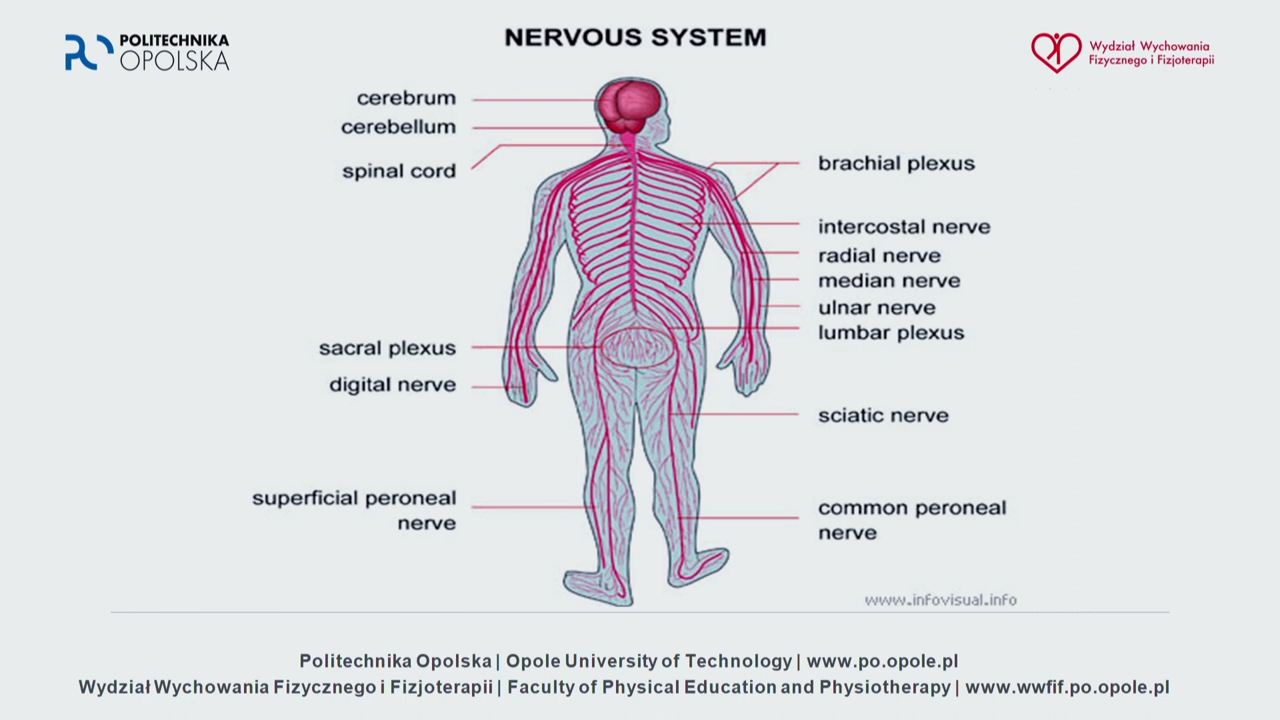 NERVOUS SYSTEM
POLITECHNIKA
OPOLSKA
Wydział Wychowania
Fizycznego i Fizjoterapii
cerebrum
cerebellum
spinal cord
sacral plexus
digital nerve
superficial peroneal
nerve
brachial plexus
intercostal nerve
radial nerve
median nerve
ulnar nerve
lumbar plexus
sciatic nerve
common peroneal
nerve
www.infovisual.info
Politechnika Opolska | Opole University of Technology | www.po.opole.pl
Wydział Wychowania Fizycznego i Fizjoterapii | Faculty of Physical Education and Physiotherapy | www.wwfif.po.opole.pl